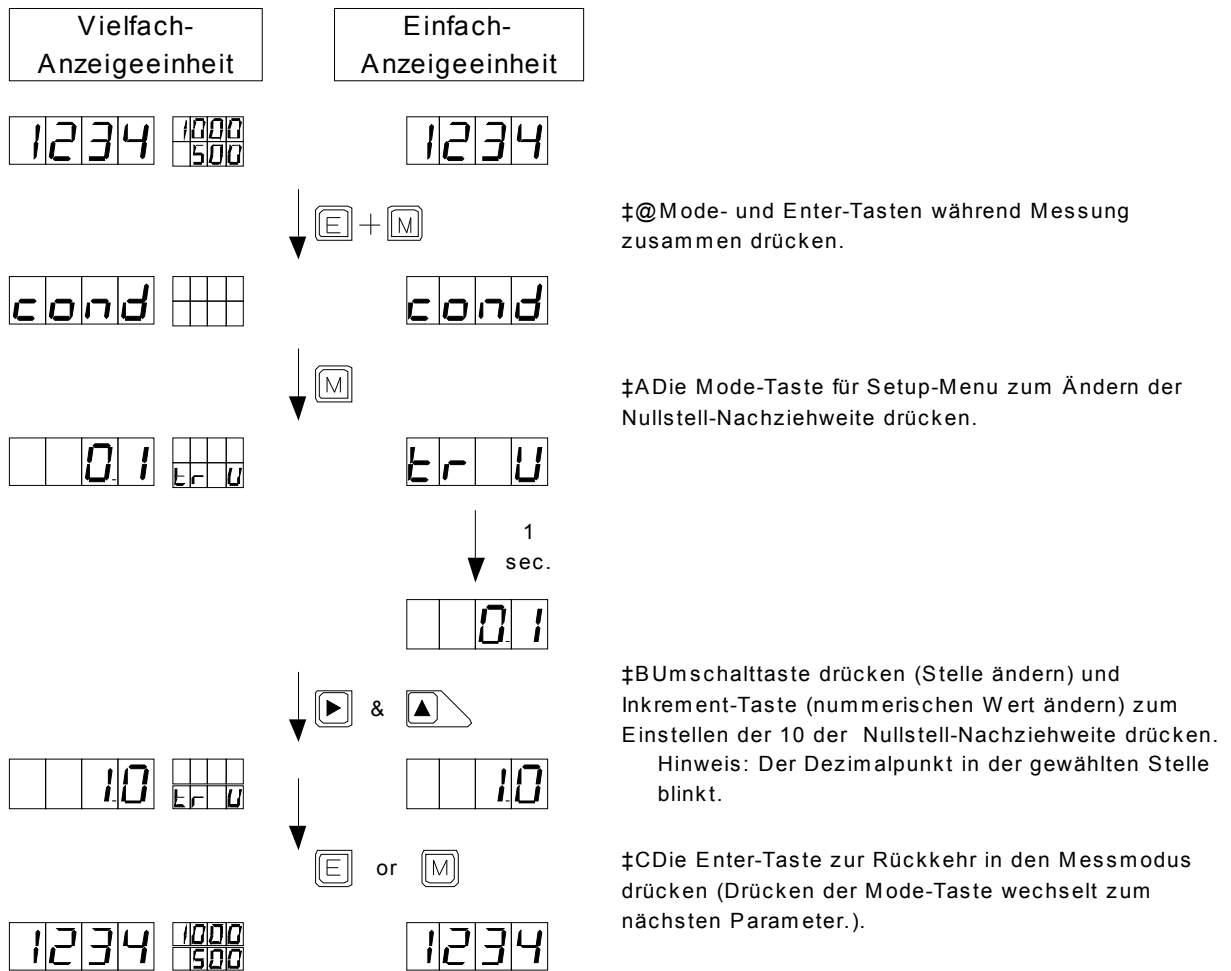 Vielfach-
Anzeigeeinheit
Einfach-
Anzeigeeinheit
1234 1000
500
1234
E + M
‡@Mode- und Enter-Tasten während Messung
zusammen drücken.
cond
cond
M
‡ADie Mode-Taste für Setup-Menu zum Ändern der
Nullstell-Nachziehweite drücken.
0.1 tr U
tr U
1
sec.
0.1
‡BUmschalttaste drücken (Stelle ändern) und
Inkrement-Taste (nummerischen Wert ändern) zum
Einstellen der 10 der Nullstell-Nachziehweite drücken.
Hinweis: Der Dezimalpunkt in der gewählten Stelle
blinkt.
&
1.0 tr U
1.0
E or M
‡CDie Enter-Taste zur Rückkehr in den Messmodus
drücken (Drücken der Mode-Taste wechselt zum
nächsten Parameter.).
1234 1000
500
1234